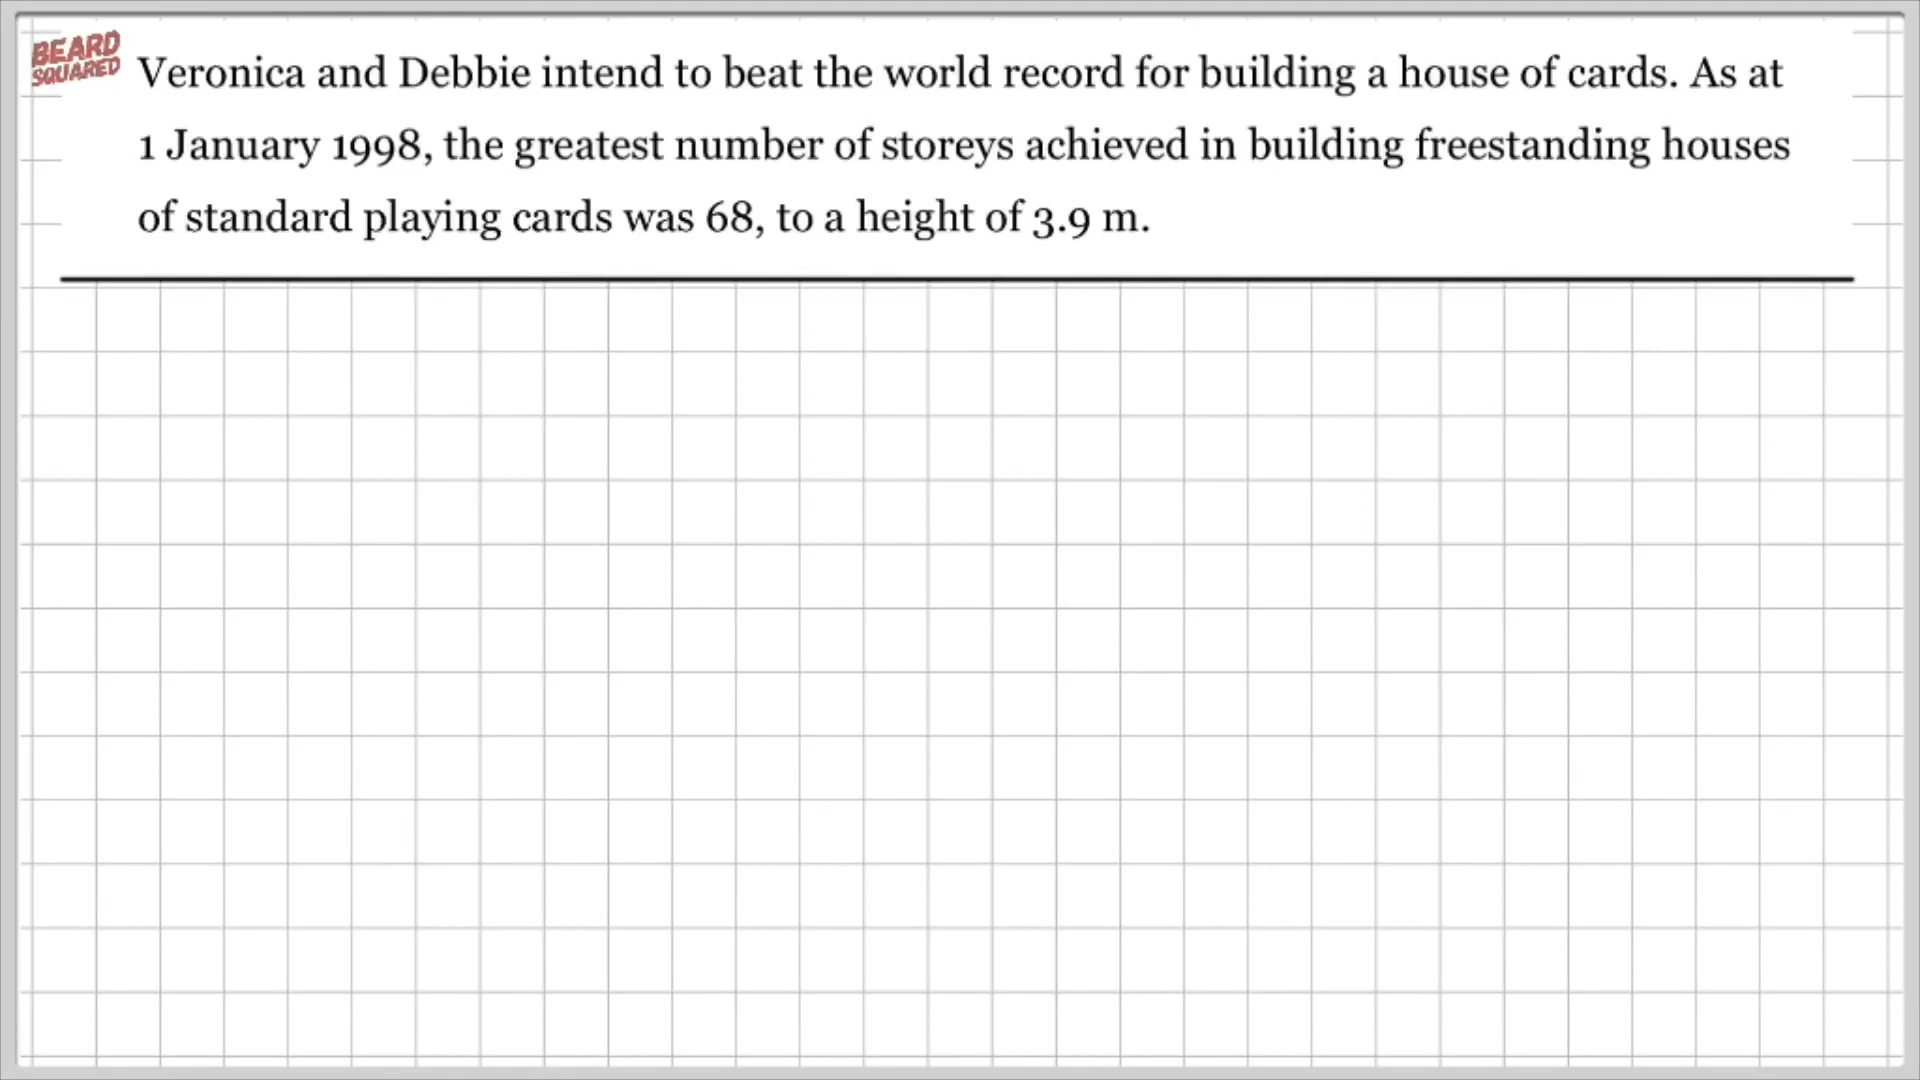 BEARD
SQUARED
Veronica and Debbie intend to beat the world record for building a house of cards. As at
1 January 1998, the greatest number of storeys achieved in building freestanding houses
of standard playing cards was 68, to a height of 3.9 m.